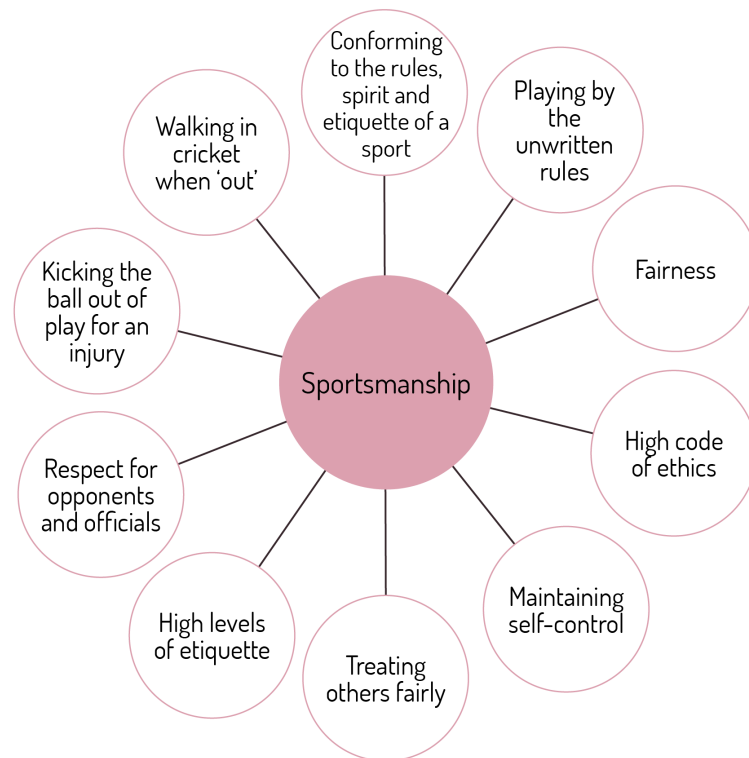 Conforming
to the rules,
spirit and
etiquette of a
sport
Playing by
the
unwritten
rules
Fairness
High code
of ethics
Maintaining
self-control
Treating
others fairly
High levels
of etiquette
Respect for
opponents
and officials
Kicking the
ball out of
play for an
injury
Walking in
cricket
when ‘out’
Sportsmanship